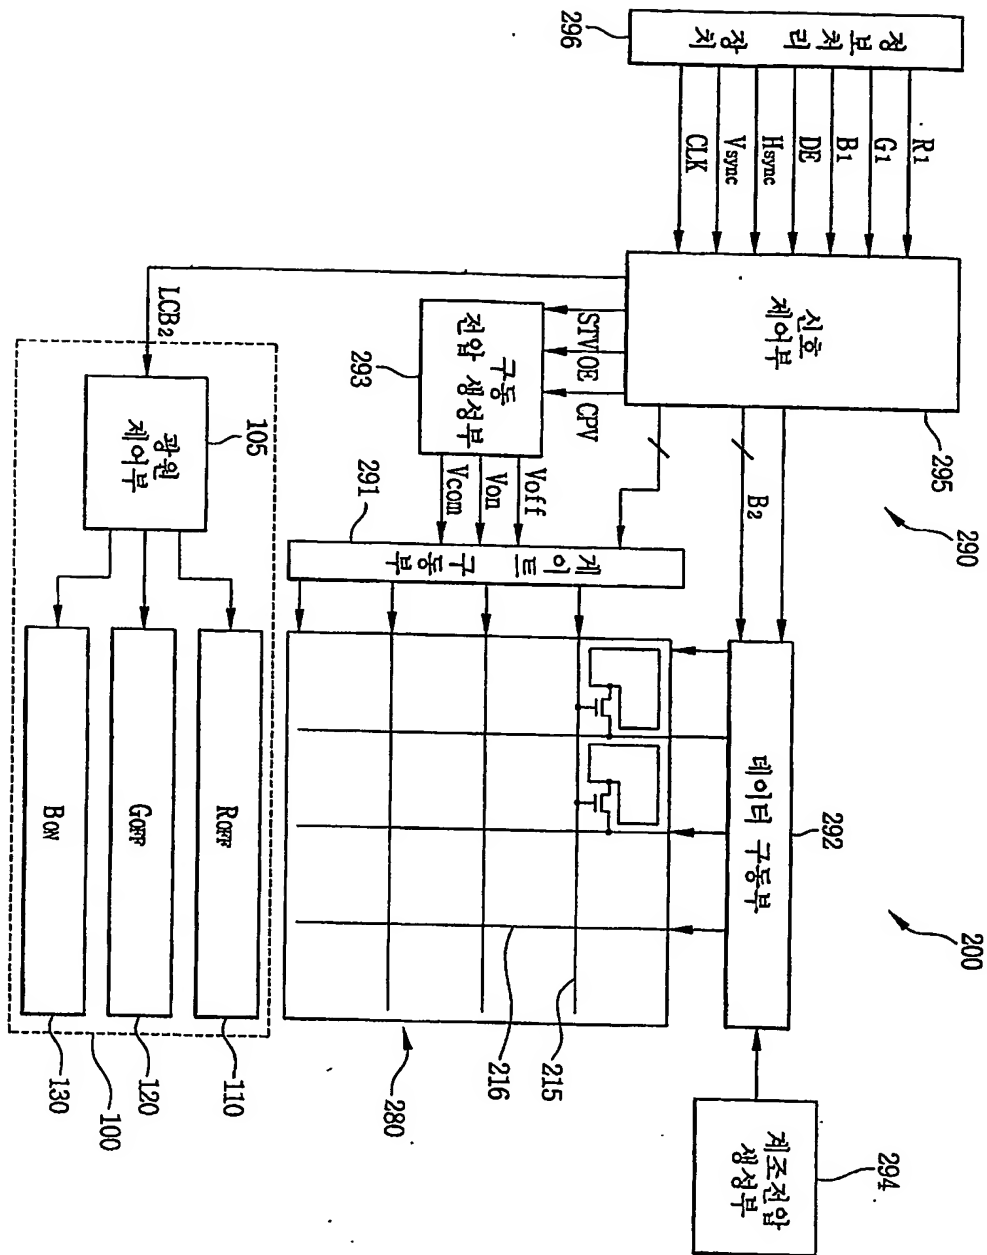 296
정보처리 장치
R1
G1
B1
DE
Hsync
Vsync
CLK
신호
제어부
295
290
200
LCB2
STV
OE
CPV
B2
구동
전압 생성부
293
Voff
Von
Vcom
291
게이트 구동부
데이터 구동부
292
계조전압
생성부
294
215
216
280
105
광원
제어부
ROFF
GOFF
BON
110
120
130
100